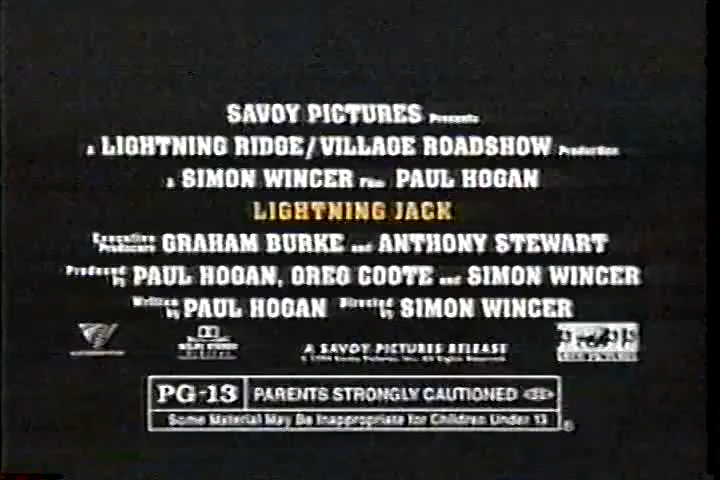 SAVOY PICTURES Presents
A LIGHTNING RIDGE/VILLAGE ROADSHOW Production
A SIMON WINCER Film PAUL HOGAN
LIGHTNING JACK
Executive Producers GRAHAM BURKE and ANTHONY STEWART
Produced by PAUL HOGAN, GREG COOTE and SIMON WINCER
Written by PAUL HOGAN Directed by SIMON WINCER
A SAVOY PICTURES RELEASE
PG-13 PARENTS STRONGLY CAUTIONED
Some Material May Be Inappropriate for Children Under 13
®